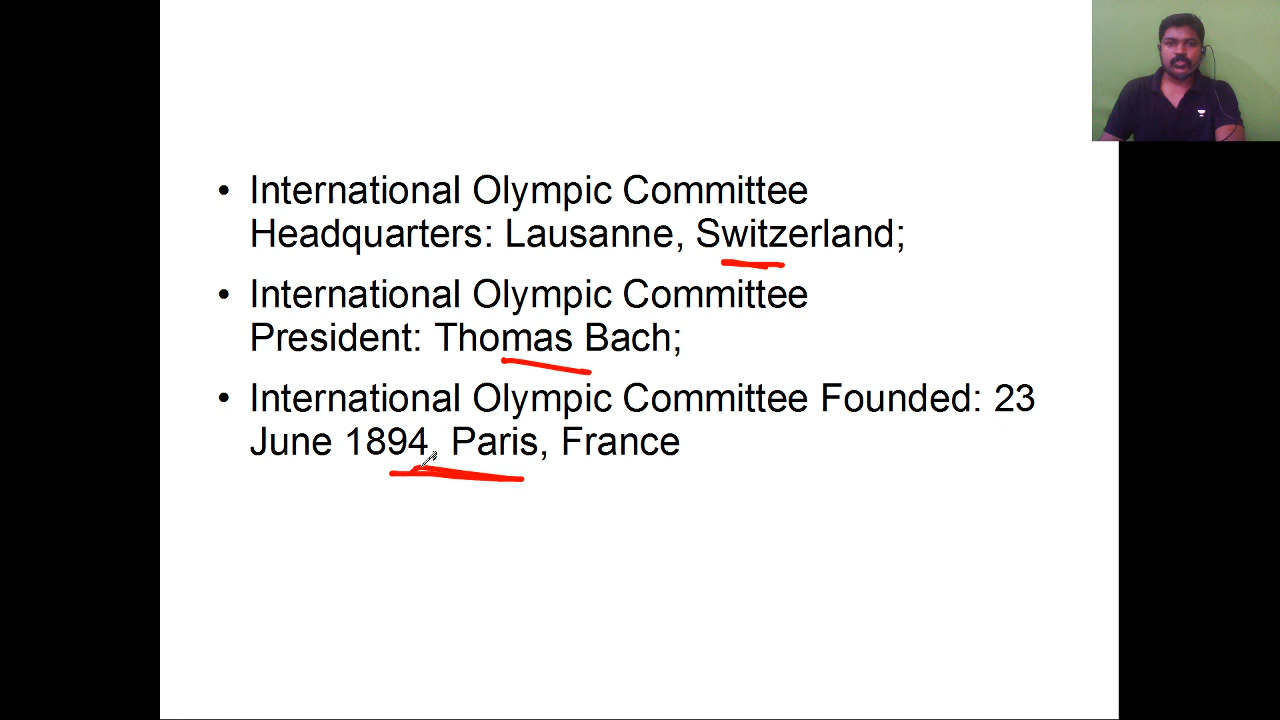 • International Olympic Committee
Headquarters: Lausanne, Switzerland;
• International Olympic Committee
President: Thomas Bach;
• International Olympic Committee Founded: 23
June 1894, Paris, France